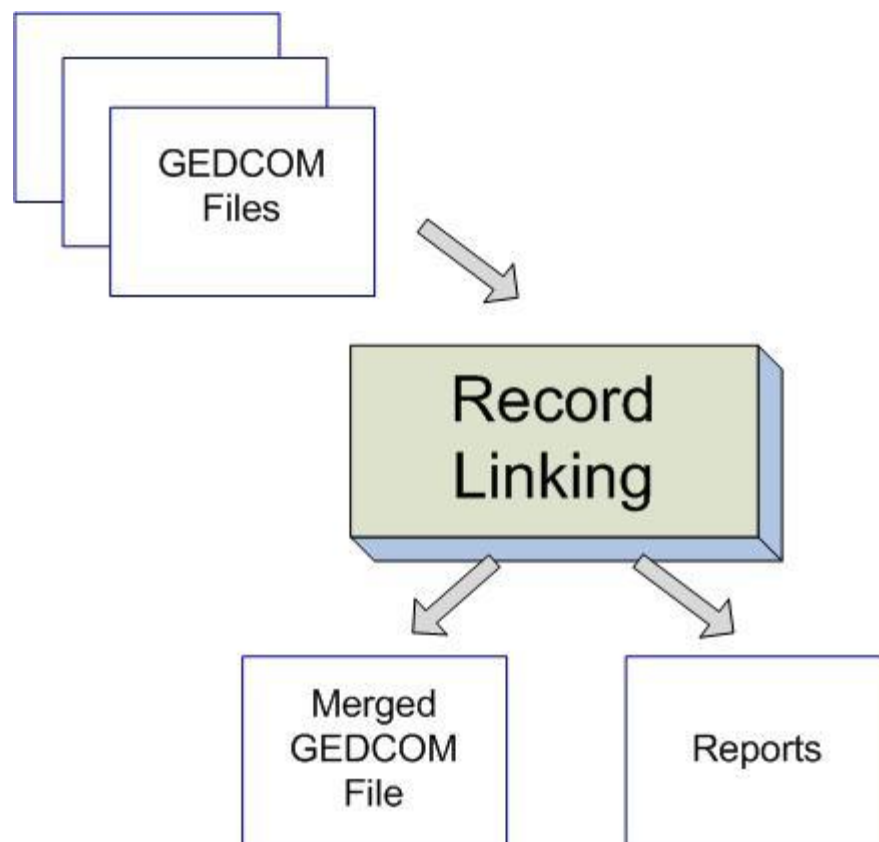 GEDCOM
Files
Record
Linking
Merged
GEDCOM
File
Reports